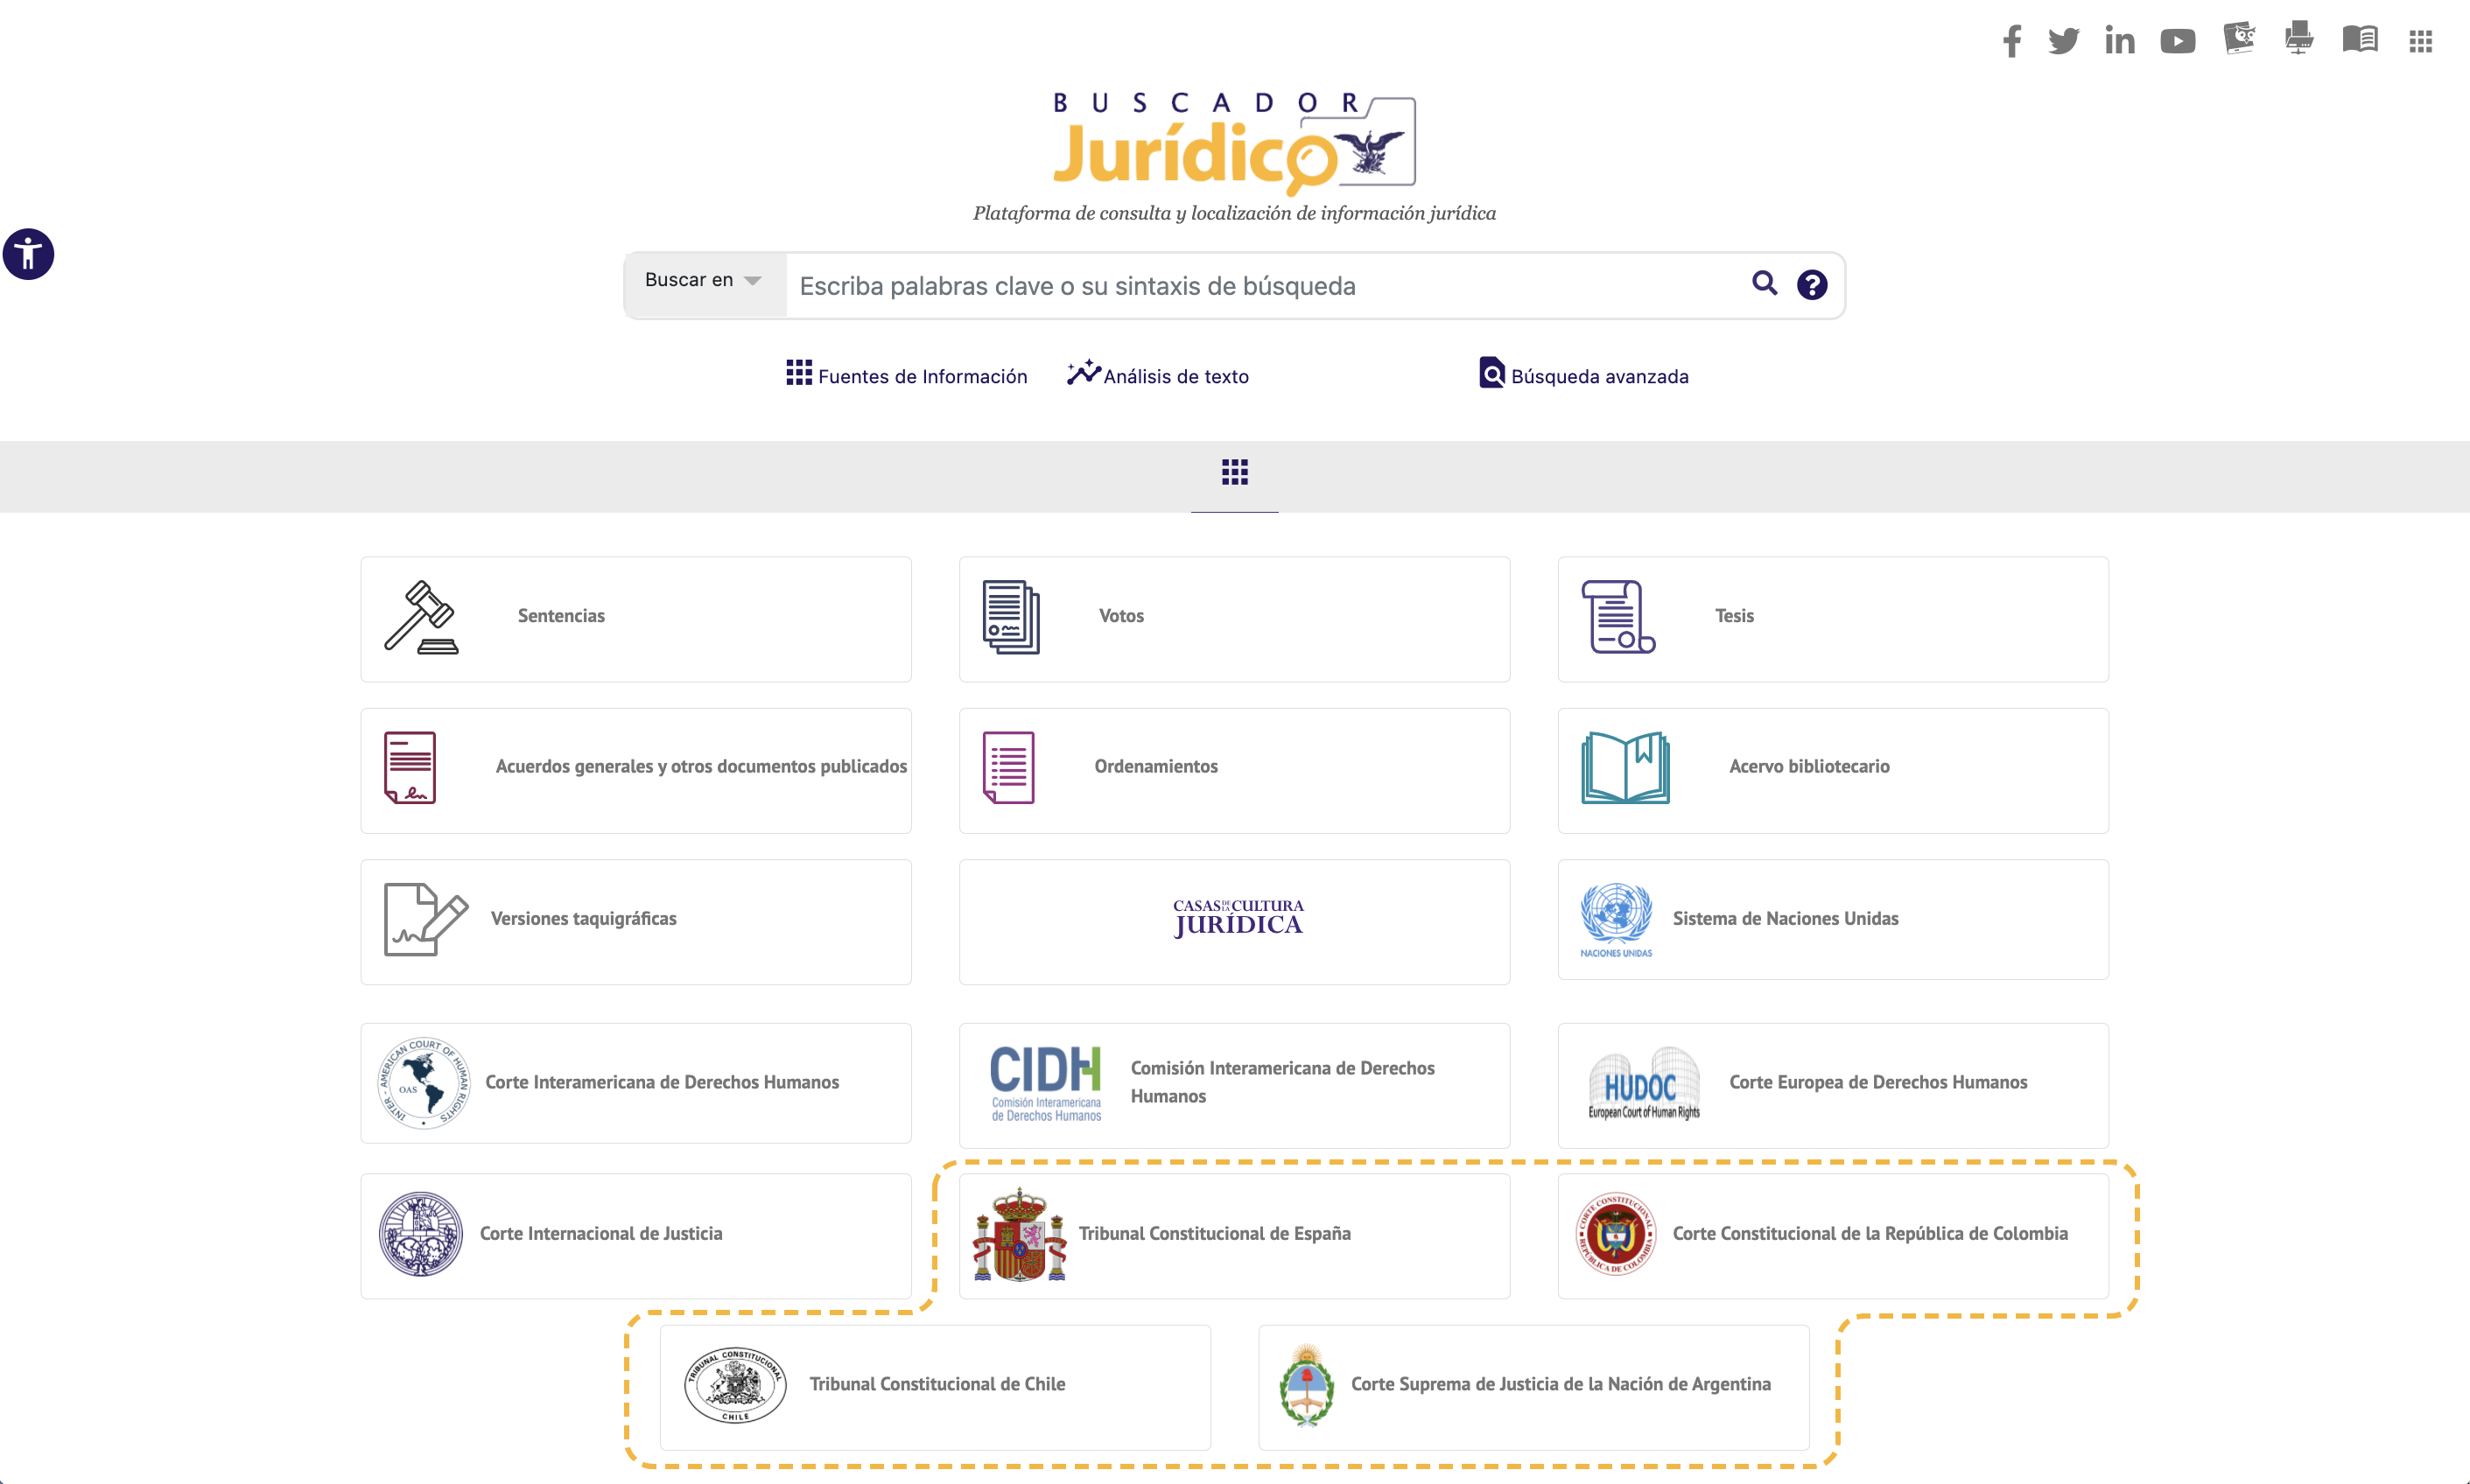 BUSCADOR
Jurídico
Plataforma de consulta y localización de información jurídica
Buscar en
Escriba palabras clave o su sintaxis de búsqueda
Fuentes de Información
Análisis de texto
Búsqueda avanzada
Sentencias
Votos
Tesis
Acuerdos generales y otros documentos publicados
Ordenamientos
Acervo bibliotecario
Versiones taquigráficas
CASAS DE LA CULTURA
JURÍDICA
NACIONES UNIDAS
Sistema de Naciones Unidas
INTER - AMERICAN COURT OF HUMAN RIGHTS
OAS
Corte Interamericana de Derechos Humanos
CIDH
Comisión Interamericana
de Derechos Humanos
Comisión Interamericana de Derechos
Humanos
HUDOC
European Court of Human Rights
Corte Europea de Derechos Humanos
Corte Internacional de Justicia
Tribunal Constitucional de España
CORTE CONSTITUCIONAL
REPÚBLICA DE COLOMBIA
Corte Constitucional de la República de Colombia
TRIBUNAL CONSTITUCIONAL
CHILE
Tribunal Constitucional de Chile
Corte Suprema de Justicia de la Nación de Argentina